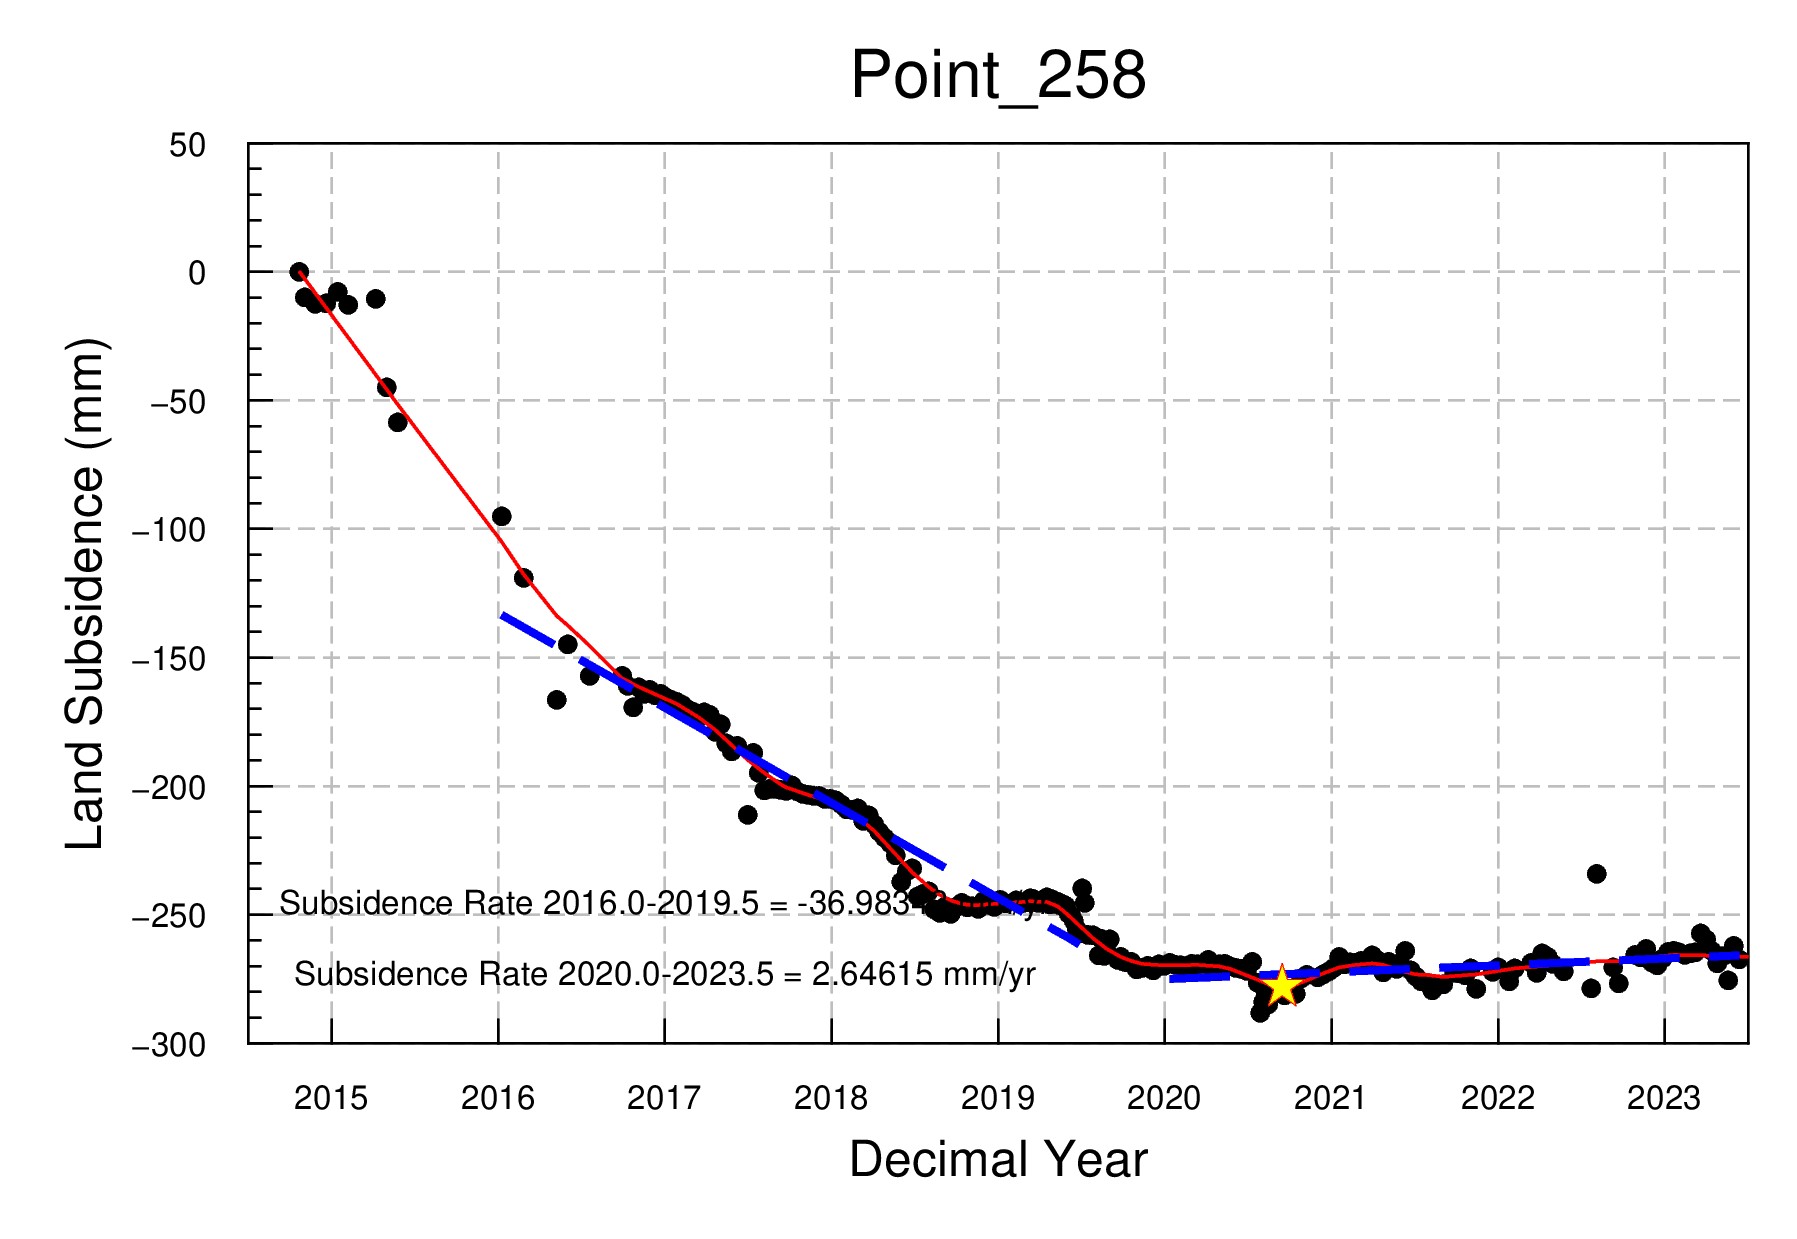 Point_258
50
0
−50
−100
−150
−200
−250
−300
Land Subsidence (mm)
Subsidence Rate 2016.0-2019.5 = -36.983
Subsidence Rate 2020.0-2023.5 = 2.64615 mm/yr
2015 2016 2017 2018 2019 2020 2021 2022 2023
Decimal Year